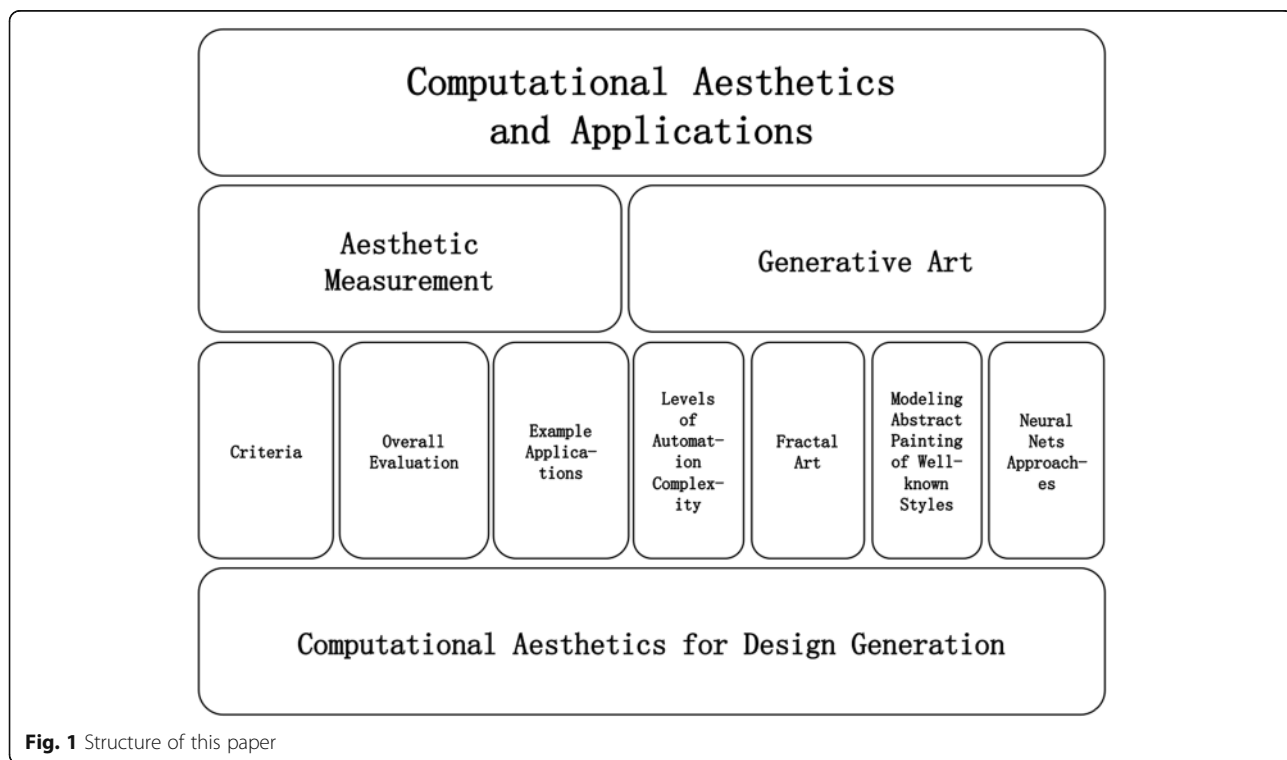 Computational Aesthetics
and Applications
Aesthetic
Measurement
Generative Art
Criteria
Overall
Evaluation
Example
Applica-
tions
Levels
of
Automat-
ion
Complex-
ity
Fractal
Art
Modeling
Abstract
Painting
of Well-
known
Styles
Neural
Nets
Approach-
es
Computational Aesthetics for Design Generation
Fig. 1 Structure of this paper